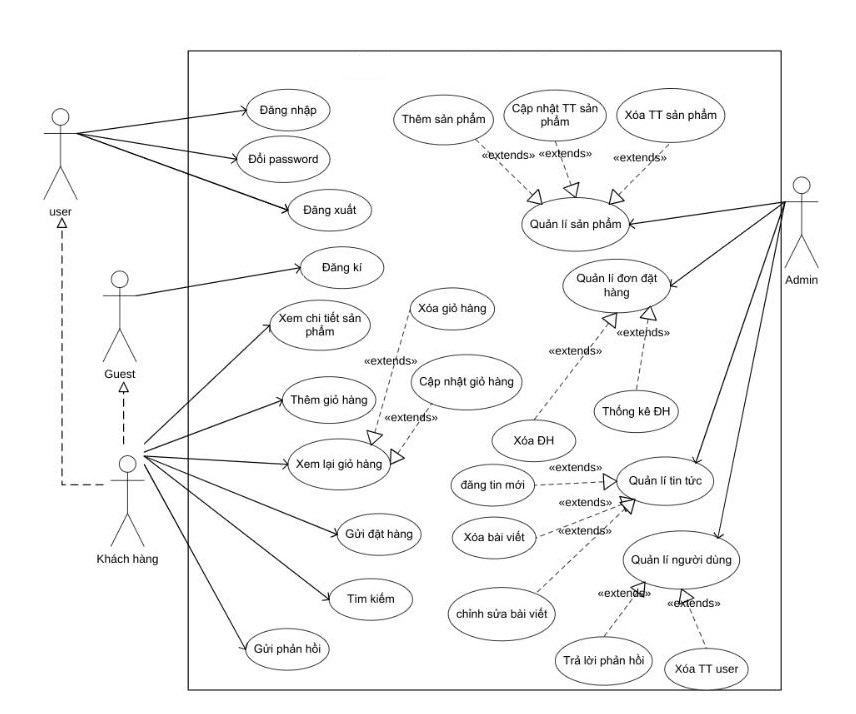 Đăng nhập
Đổi password
Đăng xuất
user
Đăng kí
Guest
Xem chi tiết sản
phẩm
Thêm giỏ hàng
Xem lại giỏ hàng
Xóa giỏ hàng
«extends»
Cập nhật giỏ hàng
«extends»
Khách hàng
Gửi đặt hàng
Tìm kiếm
Gửi phản hồi
Thêm sản phẩm
Cập nhật TT sản
phẩm
Xóa TT sản phẩm
«extends»
«extends»
«extends»
Quản lí sản phẩm
Admin
Quản lí đơn đặt
hàng
«extends»
«extends»
Thống kê ĐH
Xóa ĐH
«extends»
đăng tin mới
Quản lí tin tức
«extends»
Xóa bài viết
«extends»
Quản lí người dùng
«extends»
«extends»
chỉnh sửa bài viết
Trả lời phản hồi
Xóa TT user